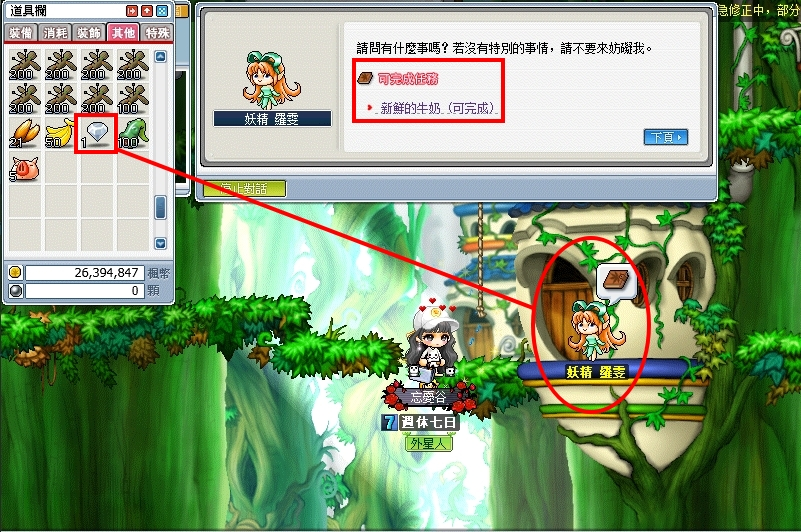 道具欄
裝備 消耗 裝飾 其他 特殊
200 200 200 200
200 200 200 100
21 50 1 100
5
26,394,847 楓幣
0 顆
急修正中，部分
請問有什麼事嗎? 若沒有特別的事情，請不要來妨礙我。
可完成任務
新鮮的牛奶 (可完成)
妖精 羅雯
下頁
停止對話
妖精 羅雯
忘憂谷
7 週休七日
外星人